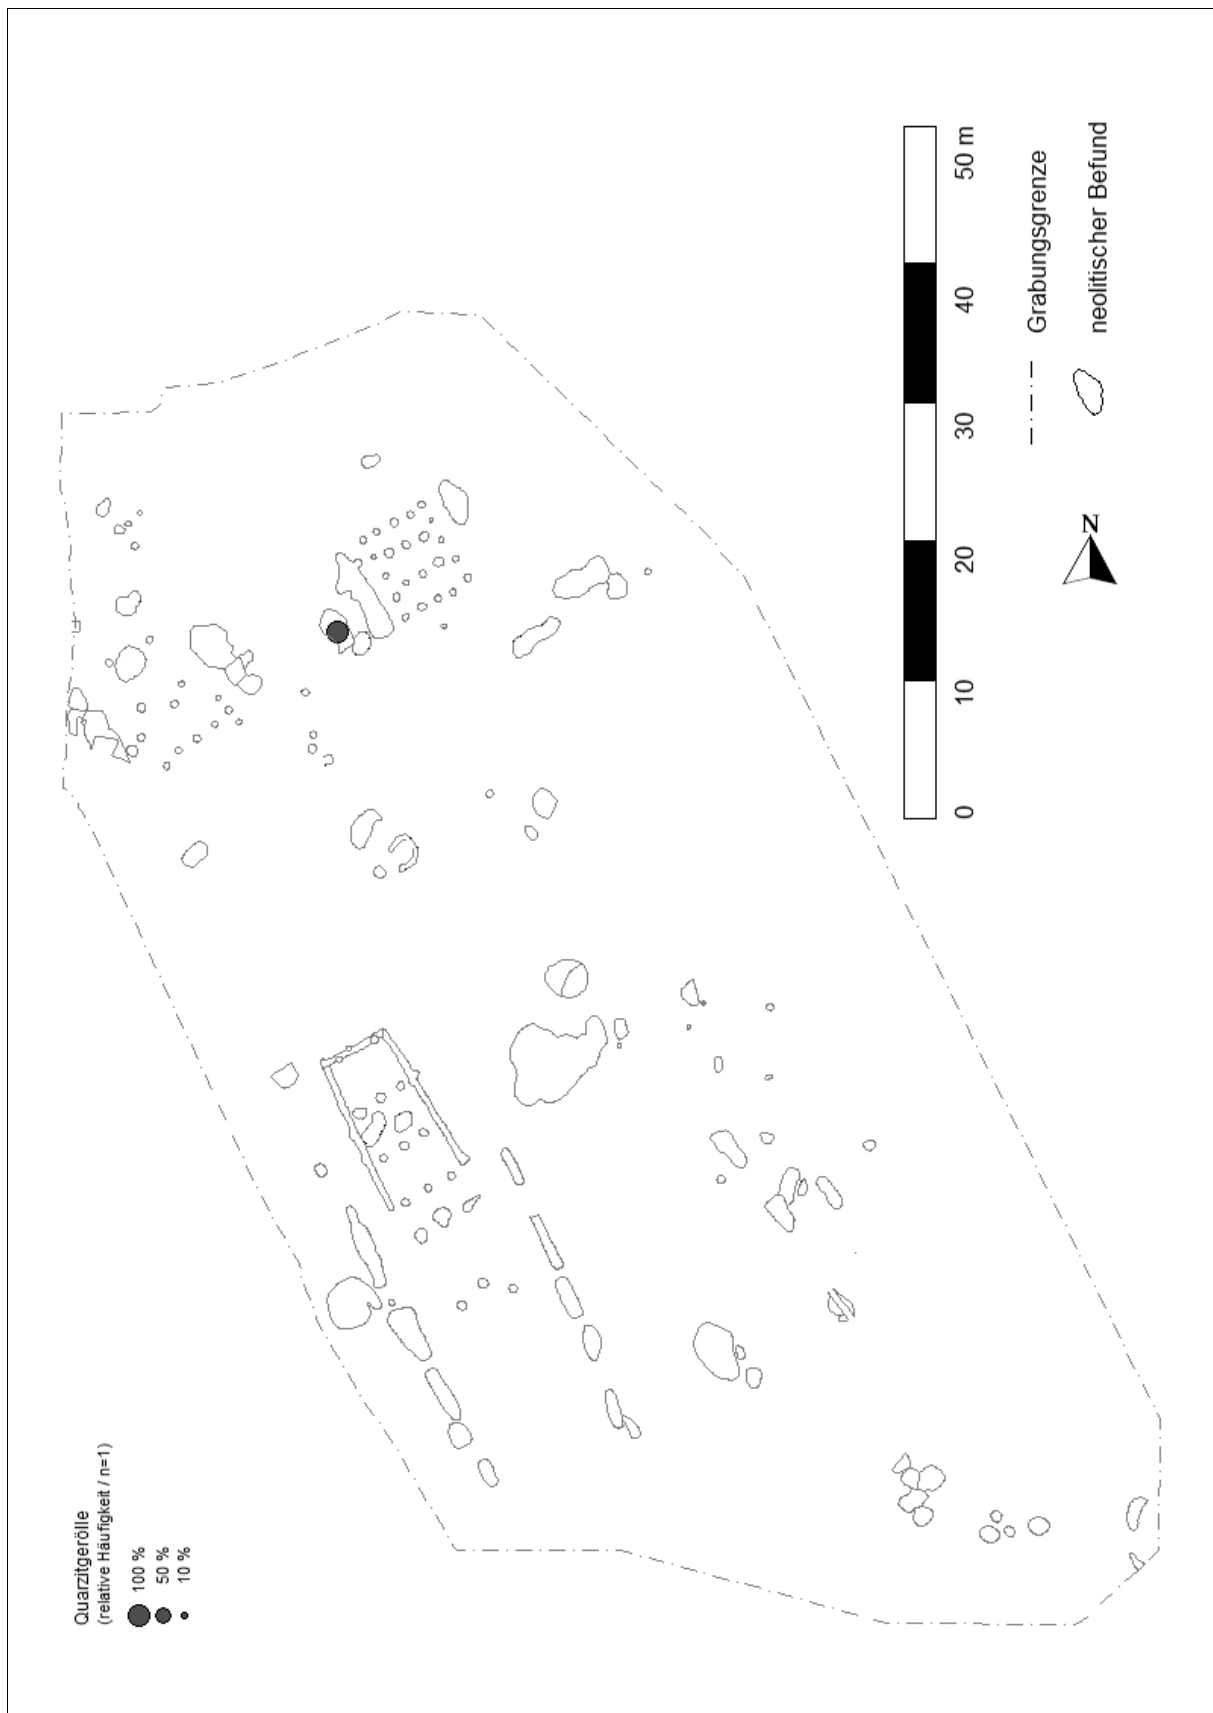 Quarzitgerölle
(relative Häufigkeit / n=1)
100 %
50 %
10 %
0
10
20
30
40
50 m
Grabungsgrenze
neolitischer Befund
N